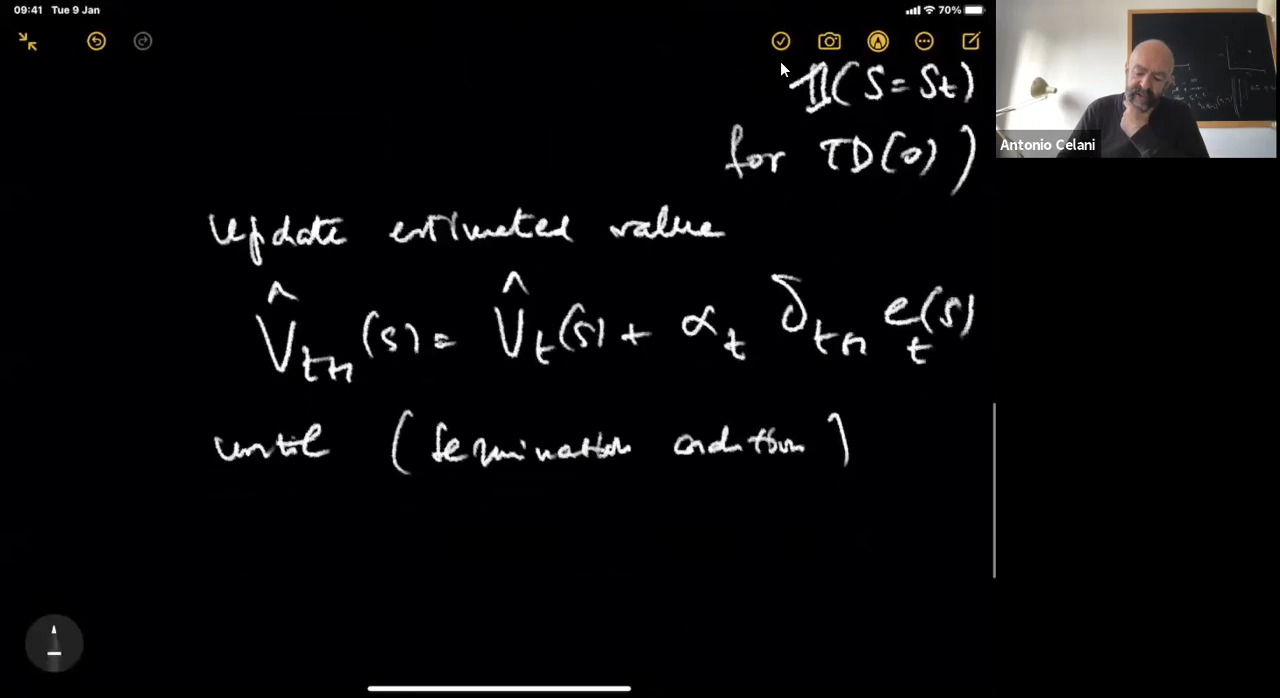 09:41 Tue 9 Jan
70%
𝟙(S=St)
for TD(0))
Antonio Celani
update estimated value
V̂t+1(s) = V̂t(s) + αt δt+1 et(s)
until (termination condition)